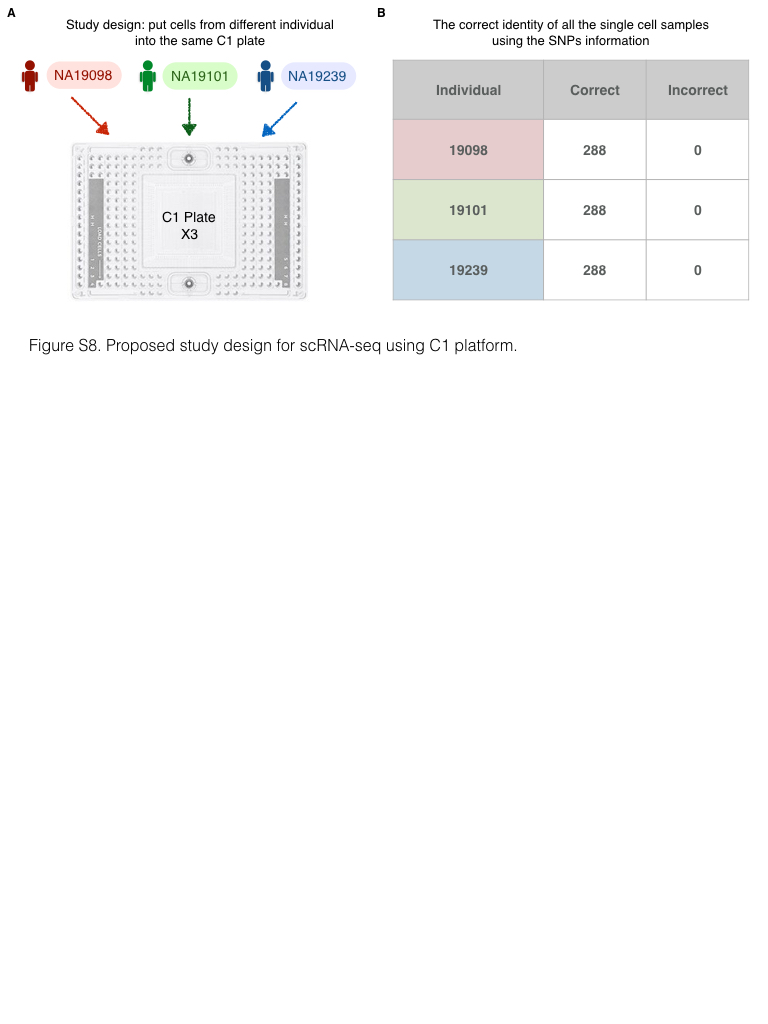 A
Study design: put cells from different individual
into the same C1 plate
NA19098
NA19101
NA19239
C1 Plate
X3
B
The correct identity of all the single cell samples
using the SNPs information
Individual Correct Incorrect
19098 288 0
19101 288 0
19239 288 0
Figure S8. Proposed study design for scRNA-seq using C1 platform.